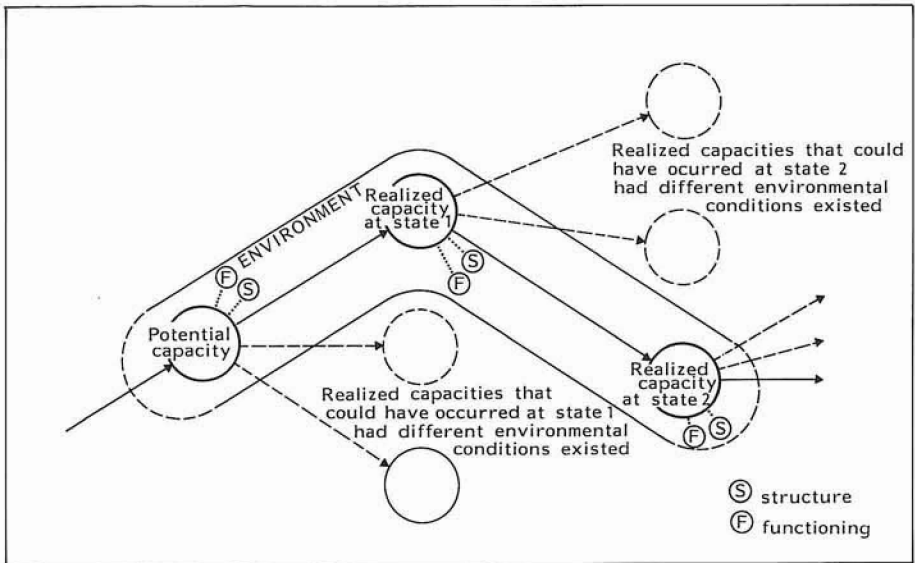 Realized capacities that could
have ocurred at state 2
had different environmental
conditions existed
ENVIRONMENT
Realized
capacity
at state 1
F
S
S
F
Potential
capacity
Realized
capacity
at state 2
Realized capacities that
could have occurred at state 1
had different environmental
conditions existed
F
S
S structure
F functioning